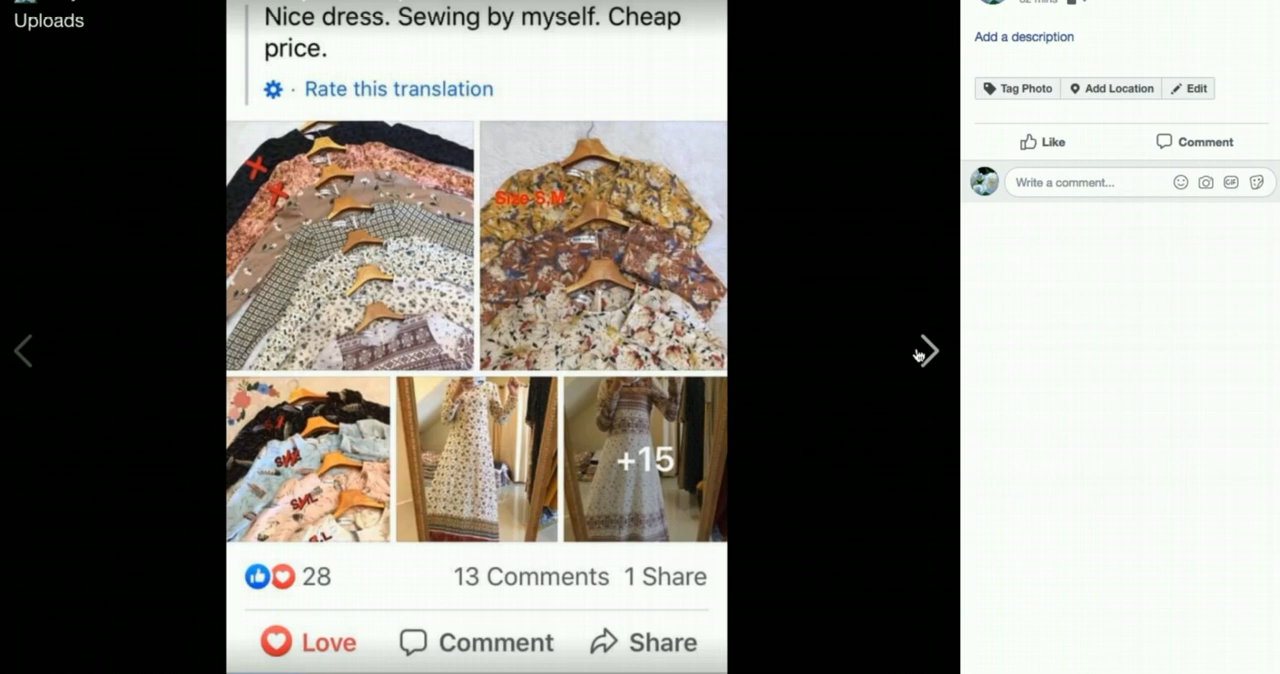 Uploads
Nice dress. Sewing by myself. Cheap
price.
· Rate this translation
Size S.M
+15
28
13 Comments 1 Share
Love
Comment
Share
Add a description
Tag Photo
Add Location
Edit
Like
Comment
Write a comment...
GIF